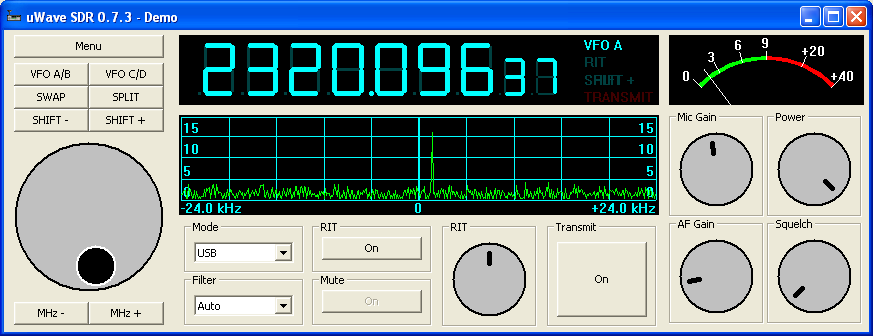 uWave SDR 0.7.3 - Demo
Menu
VFO A/B VFO C/D
SWAP SPLIT
SHIFT - SHIFT +
MHz - MHz +
2320.096 37
VFO A
RIT
SHIFT +
TRANSMIT
0 3 6 9 +20 +40
15 15
10 10
5 5
0 0
-24.0 kHz 0 +24.0 kHz
Mode
USB
Filter
Auto
RIT
On
Mute
On
RIT
Transmit
On
Mic Gain
Power
AF Gain
Squelch